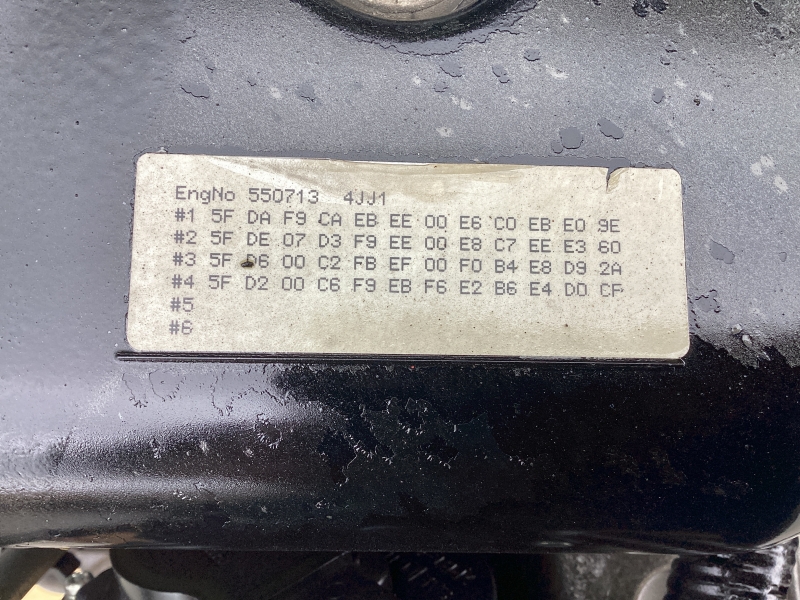 EngNo 550713 4JJ1
#1 5F DA F9 CA EB EE 00 E6 C0 EB E0 9E
#2 5F DE 07 D3 F9 EE 00 E8 C7 EE E3 60
#3 5F D6 00 C2 FB EF 00 F0 B4 E8 D9 2A
#4 5F D2 00 C6 F9 EB F6 E2 B6 E4 DD
#5
#6